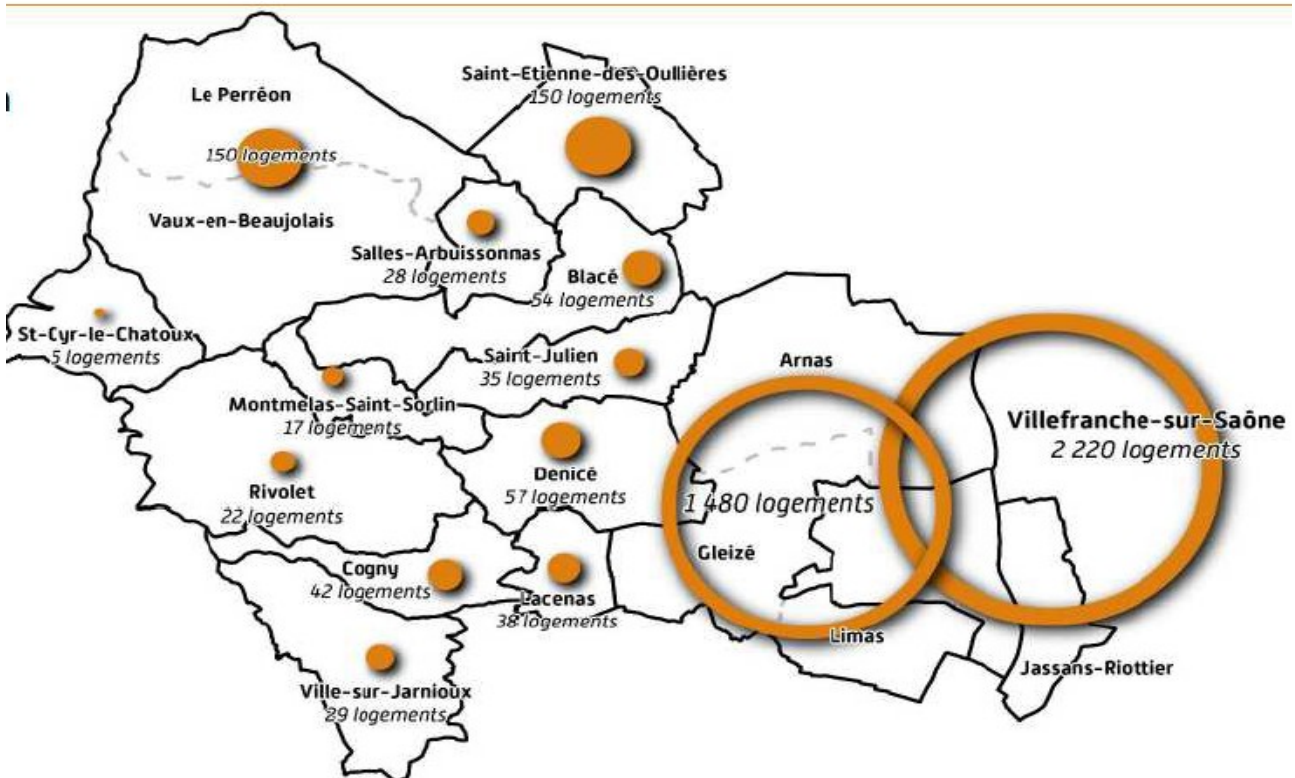 Saint-Etienne-des-Oullières
150 logements
Le Perréon
150 logements
Vaux-en-Beaujolais
Salles-Arbuissonnas
28 logements
Blacé
54 logements
St-Cyr-le-Chatoux
5 logements
Saint-Julien
35 logements
Arnas
Montmelas-Saint-Sorlin
17 logements
Villefranche-sur-Saône
2 220 logements
Denicé
57 logements
Rivolet
22 logements
1 480 logements
Gleizé
Cogny
42 logements
Lacenas
38 logements
Limas
Jassans-Riottier
Ville-sur-Jarnioux
29 logements